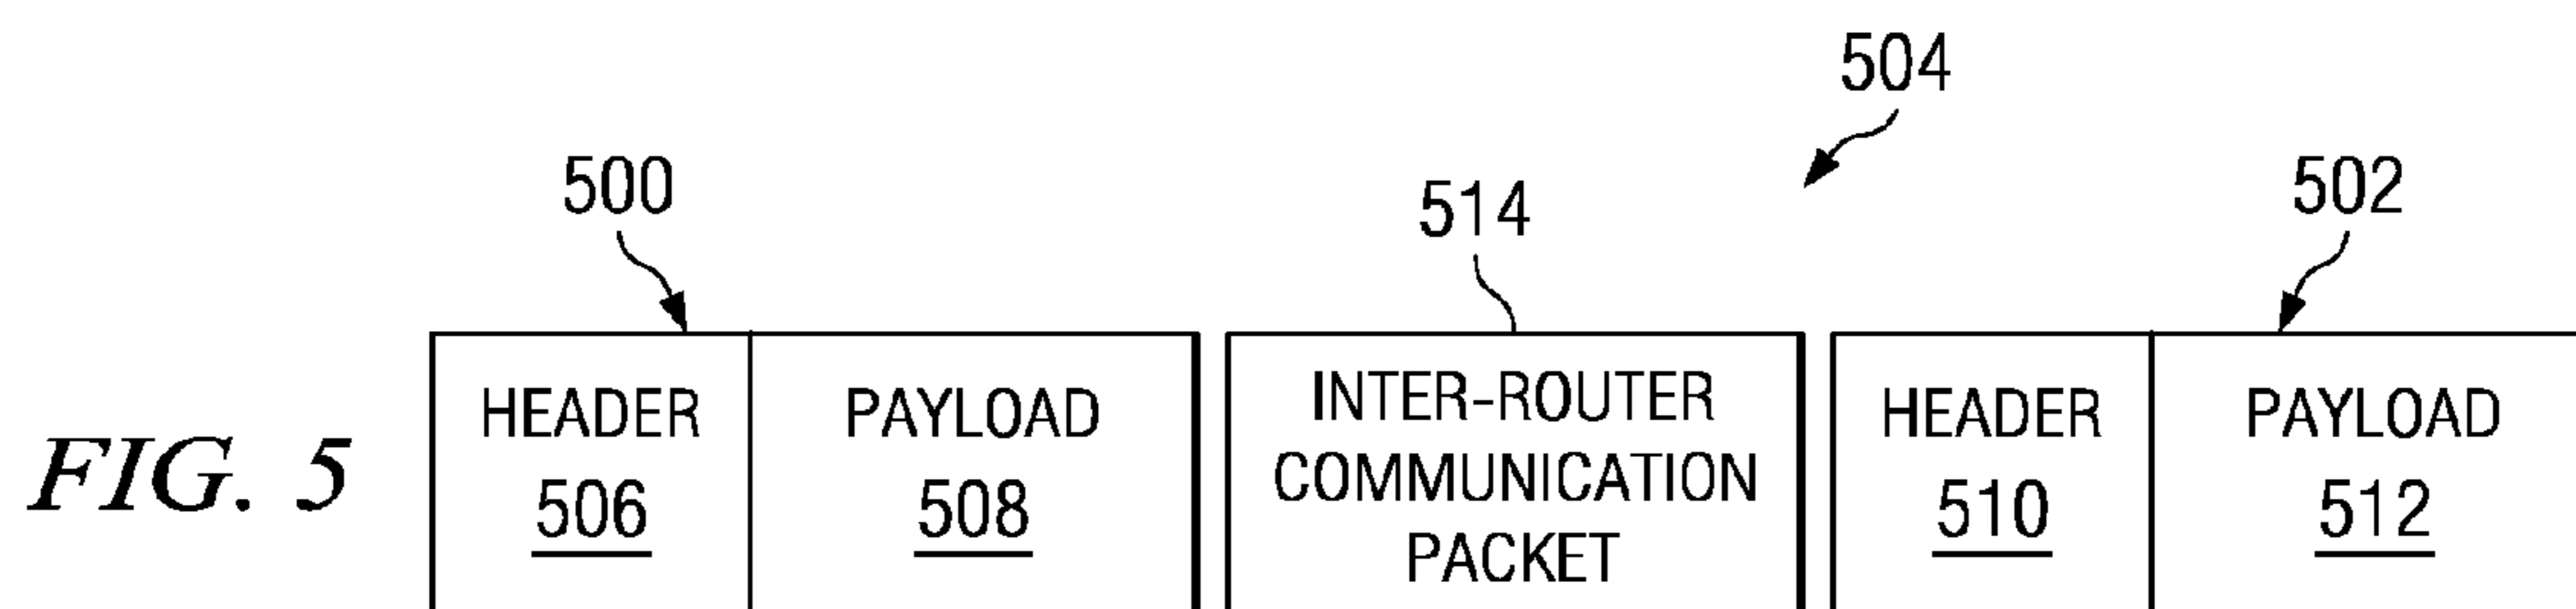 504
500
514
502
HEADER
506
PAYLOAD
508
INTER-ROUTER
COMMUNICATION
PACKET
HEADER
510
PAYLOAD
512
FIG. 5